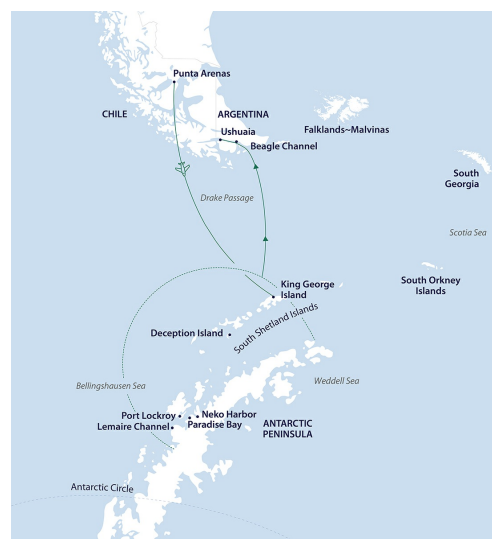 Punta Arenas
CHILE
ARGENTINA
Ushuaia
Beagle Channel
Falklands~Malvinas
South
Georgia
Drake Passage
Scotia Sea
King George
Island
South Orkney
Islands
South Shetland Islands
Deception Island
Bellingshausen Sea
Weddell Sea
Port Lockroy
Neko Harbor
Lemaire Channel
Paradise Bay
ANTARCTIC
PENINSULA
Antarctic Circle